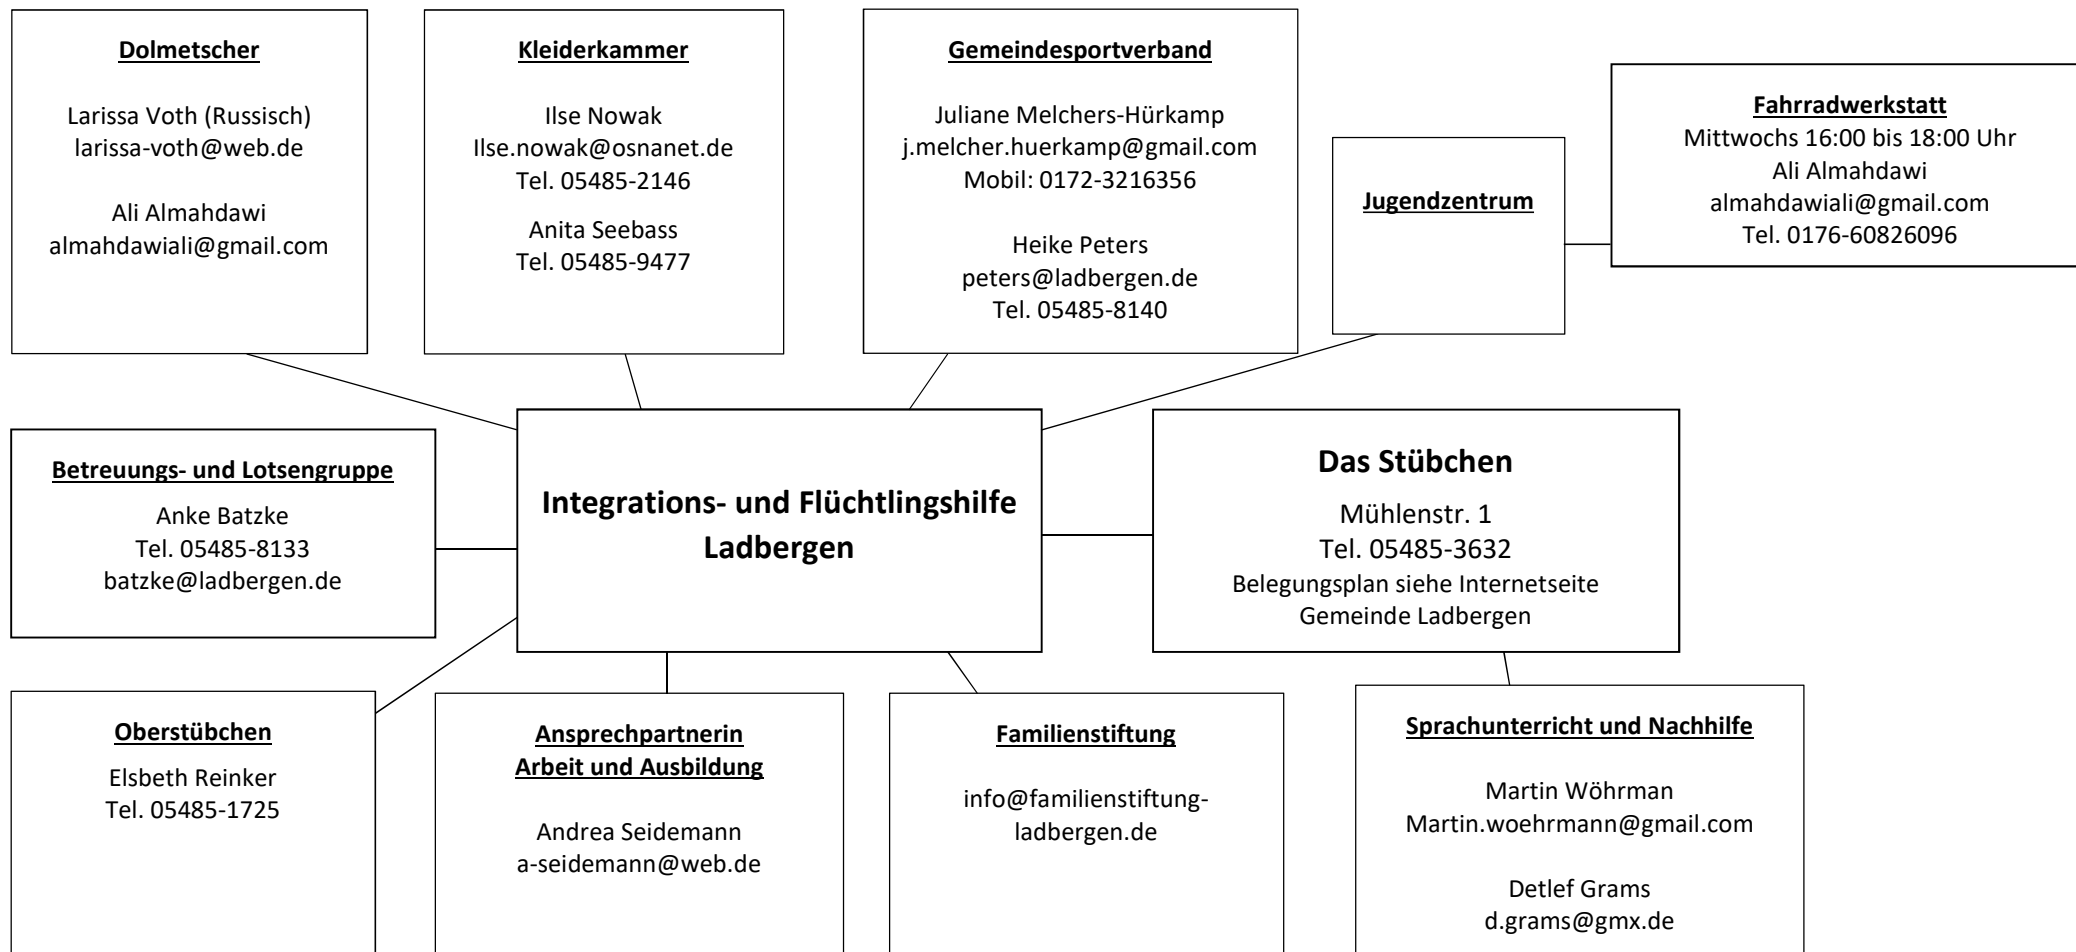 Dolmetscher
Larissa Voth (Russisch)
larissa-voth@web.de
Ali Almahdawi
almahdawiali@gmail.com
Kleiderkammer
Ilse Nowak
Ilse.nowak@osnanet.de
Tel. 05485-2146
Anita Seebass
Tel. 05485-9477
Gemeindesportverband
Juliane Melchers-Hürkamp
j.melcher.huerkamp@gmail.com
Mobil: 0172-3216356
Heike Peters
peters@ladbergen.de
Tel. 05485-8140
Jugendzentrum
Fahrradwerkstatt
Mittwochs 16:00 bis 18:00 Uhr
Ali Almahdawi
almahdawiali@gmail.com
Tel. 0176-60826096
Betreuungs- und Lotsengruppe
Anke Batzke
Tel. 05485-8133
batzke@ladbergen.de
Integrations- und Flüchtlingshilfe
Ladbergen
Das Stübchen
Mühlenstr. 1
Tel. 05485-3632
Belegungsplan siehe Internetseite
Gemeinde Ladbergen
Oberstübchen
Elsbeth Reinker
Tel. 05485-1725
Ansprechpartnerin
Arbeit und Ausbildung
Andrea Seidemann
a-seidemann@web.de
Familienstiftung
info@familienstiftung-
ladbergen.de
Sprachunterricht und Nachhilfe
Martin Wöhrman
Martin.woehrmann@gmail.com
Detlef Grams
d.grams@gmx.de